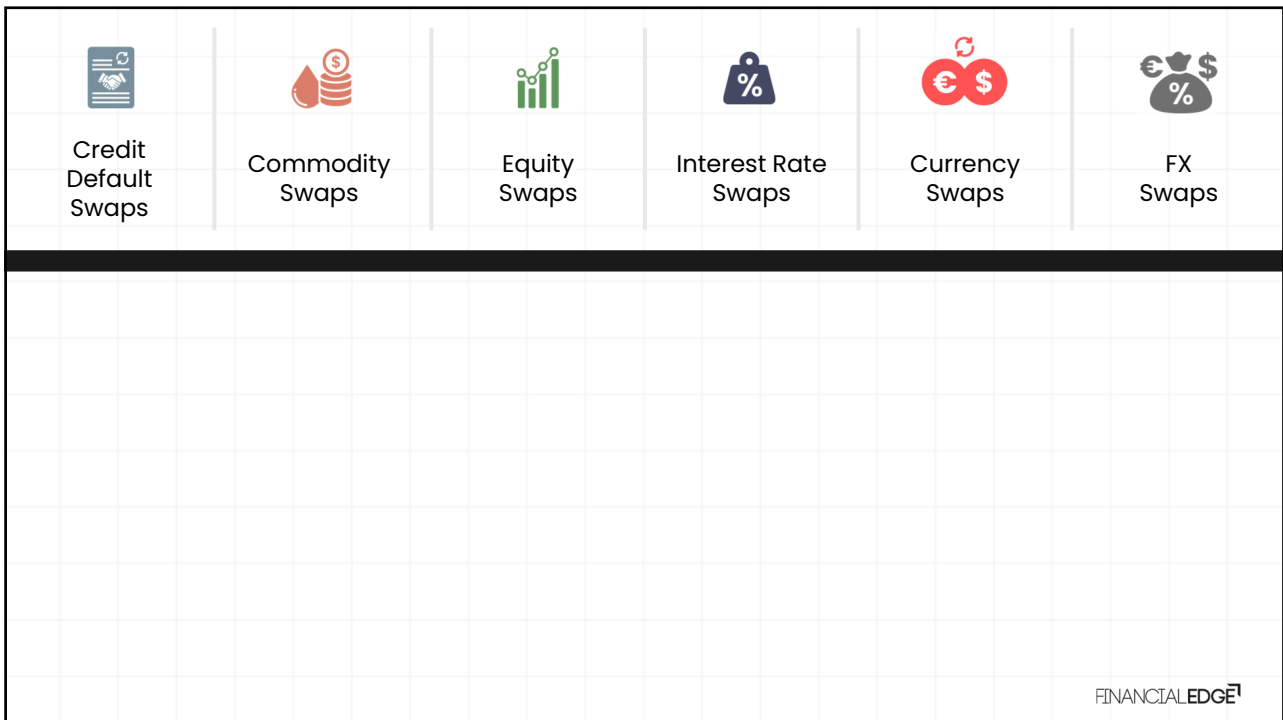 Credit
Default
Swaps
Commodity
Swaps
Equity
Swaps
Interest Rate
Swaps
Currency
Swaps
FX
Swaps
$
%
€ $
€ $
%
FINANCIALEDGE